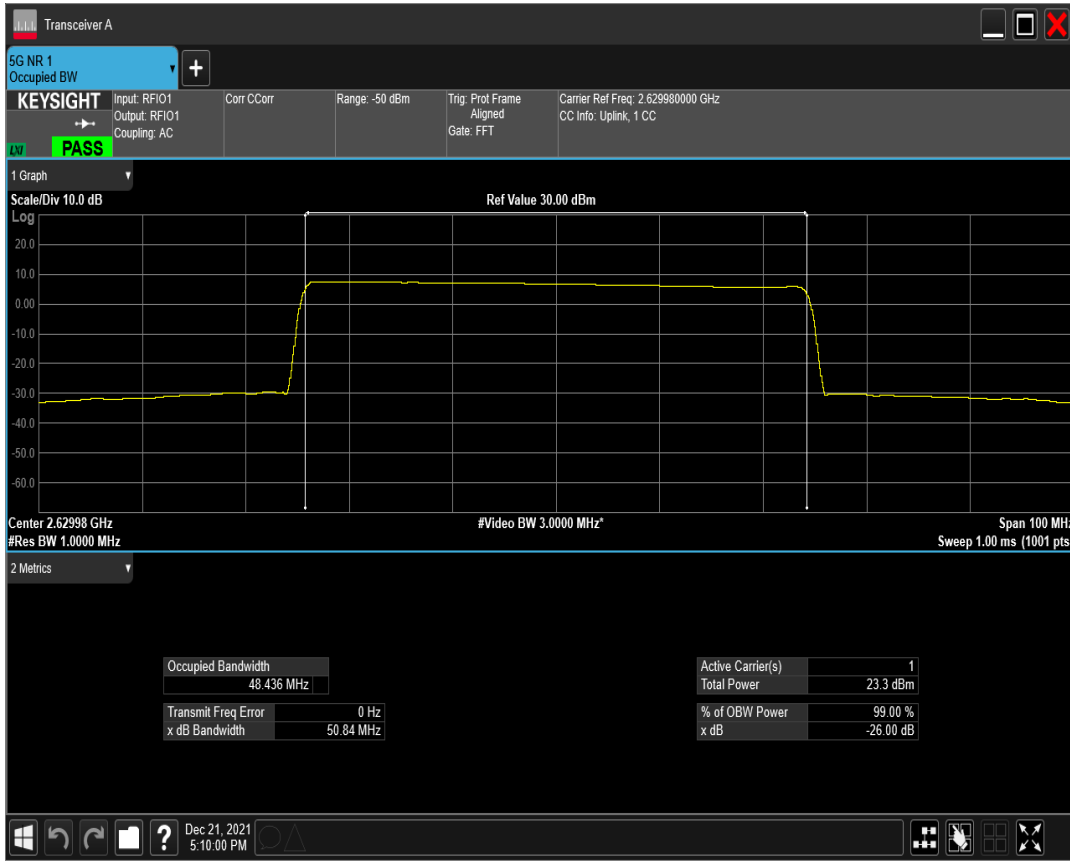 Transceiver A
5G NR 1
Occupied BW
+
KEYSIGHT
LXI
PASS
Input: RFIO1
Output: RFIO1
Coupling: AC
Corr CCorr
Range: -50 dBm
Trig: Prot Frame
Aligned
Gate: FFT
Carrier Ref Freq: 2.629980000 GHz
CC Info: Uplink, 1 CC
1 Graph
Scale/Div 10.0 dB
Ref Value 30.00 dBm
Log
20.0
10.0
0.00
-10.0
-20.0
-30.0
-40.0
-50.0
-60.0
Center 2.62998 GHz
#Video BW 3.0000 MHz*
Span 100 MHz
#Res BW 1.0000 MHz
Sweep 1.00 ms (1001 pts
2 Metrics
Occupied Bandwidth
48.436 MHz
Transmit Freq Error 0 Hz
x dB Bandwidth 50.84 MHz
Active Carrier(s) 1
Total Power 23.3 dBm
% of OBW Power 99.00 %
x dB -26.00 dB
?
Dec 21, 2021
5:10:00 PM